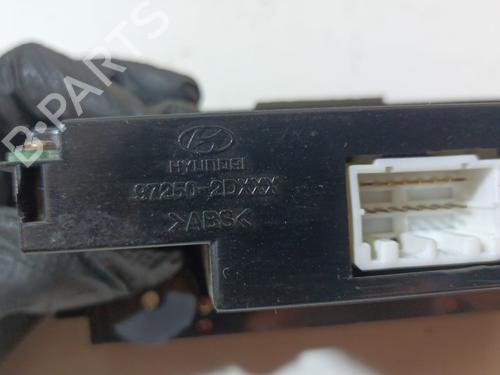 B-PARTS
HYUNDAI
97250-2DXXX
>ABS<